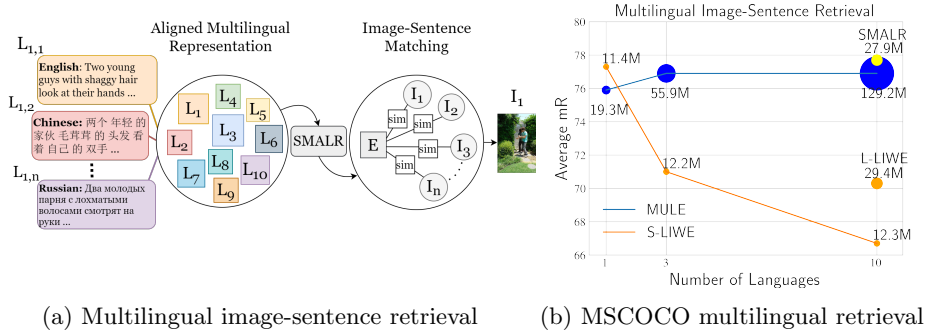 Aligned Multilingual
Representation
Image-Sentence
Matching
L1,1
English: Two young
guys with shaggy hair
look at their hands ...
L1,2
Chinese: 两个 年轻 的
家伙 毛茸茸 的 头发 看
着 自己 的 双手 ...
L1,n
Russian: Два молодых
парня с лохматыми
волосами смотрят на
руки ...
L1
L4
L5
L2
L3
L6
L8
L7
L10
L9
SMALR
E
sim
sim
sim
sim
I1
I2
I3
In
I1
(a) Multilingual image-sentence retrieval
Multilingual Image-Sentence Retrieval
Average mR
78
76
74
72
70
68
66
11.4M
19.3M
55.9M
SMALR
27.9M
129.2M
12.2M
L-LIWE
29.4M
12.3M
MULE
S-LIWE
1
3
10
Number of Languages
(b) MSCOCO multilingual retrieval